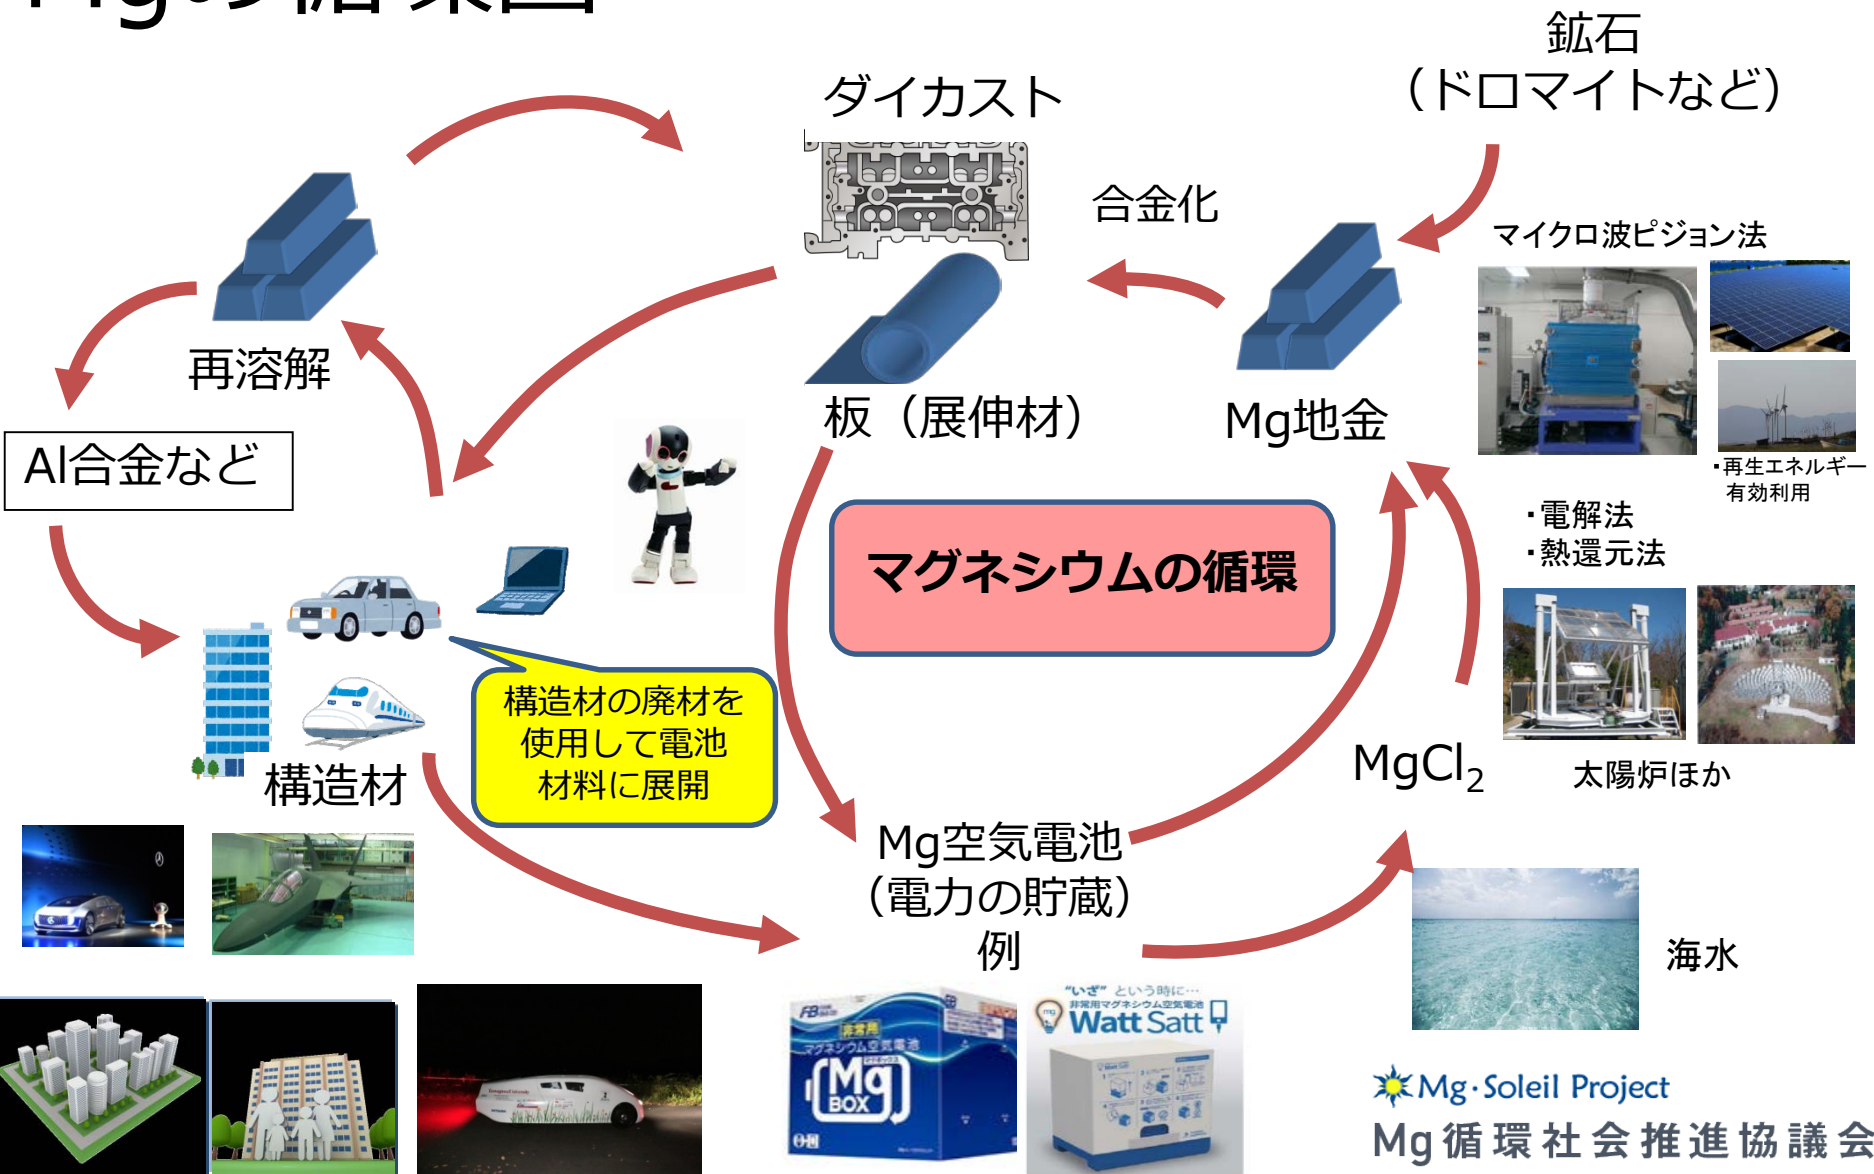 Mgの循環図
鉱石
（ドロマイトなど）
ダイカスト
合金化
マイクロ波ピジョン法
再溶解
板（展伸材）
Mg地金
・再生エネルギー
有効利用
Al合金など
・電解法
・熱還元法
マグネシウムの循環
構造材の廃材を
使用して電池
材料に展開
構造材
MgCl₂
太陽炉ほか
Mg空気電池
（電力の貯蔵）
例
海水
FB
非常用
マグネシウム空気電池
マグボックス
Mg
BOX
"いざ" という時に…
非常用マグネシウム空気電池
mg
Watt Satt
Mg・Soleil Project
Mg循環社会推進協議会